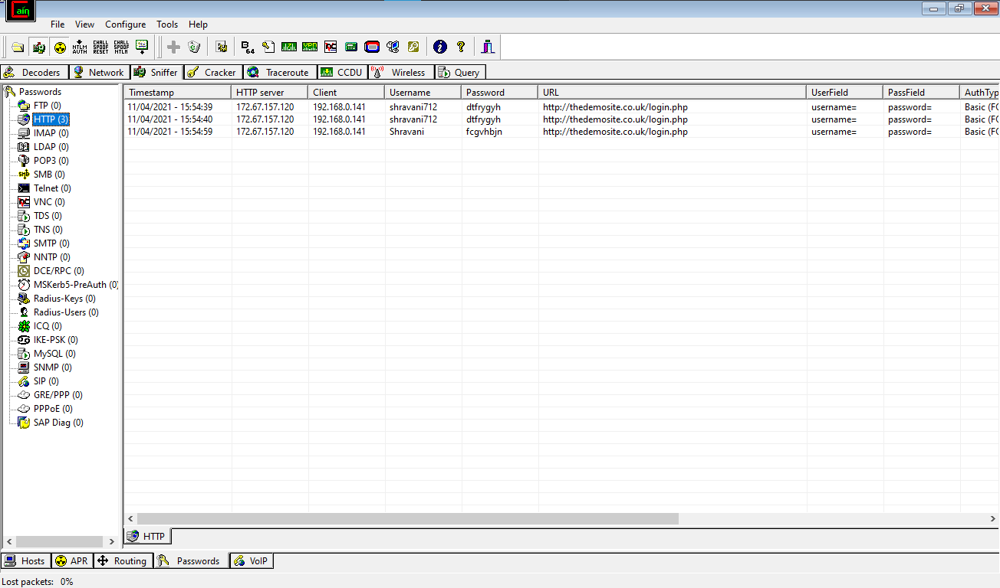 Cain
File View Configure Tools Help
NTLM AUTH CHALL SPOOF RESET CHALL SPOOF NTLM B64
Decoders Network Sniffer Cracker Traceroute CCDU Wireless Query
Passwords
FTP (0)
HTTP (3)
IMAP (0)
LDAP (0)
POP3 (0)
SMB (0)
Telnet (0)
VNC (0)
TDS (0)
TNS (0)
SMTP (0)
NNTP (0)
DCE/RPC (0)
MSKerb5-PreAuth (0)
Radius-Keys (0)
Radius-Users (0)
ICQ (0)
IKE-PSK (0)
MySQL (0)
SNMP (0)
SIP (0)
GRE/PPP (0)
PPPoE (0)
SAP Diag (0)
Timestamp HTTP server Client Username Password URL UserField PassField AuthTyp
11/04/2021 - 15:54:39 172.67.157.120 192.168.0.141 shravani712 dtfrygyh http://thedemosite.co.uk/login.php username= password= Basic (FO
11/04/2021 - 15:54:40 172.67.157.120 192.168.0.141 shravani712 dtfrygyh http://thedemosite.co.uk/login.php username= password= Basic (FO
11/04/2021 - 15:54:59 172.67.157.120 192.168.0.141 Shravani fcgvhbjn http://thedemosite.co.uk/login.php username= password= Basic (FO
HTTP
Hosts APR Routing Passwords VoIP
Lost packets: 0%